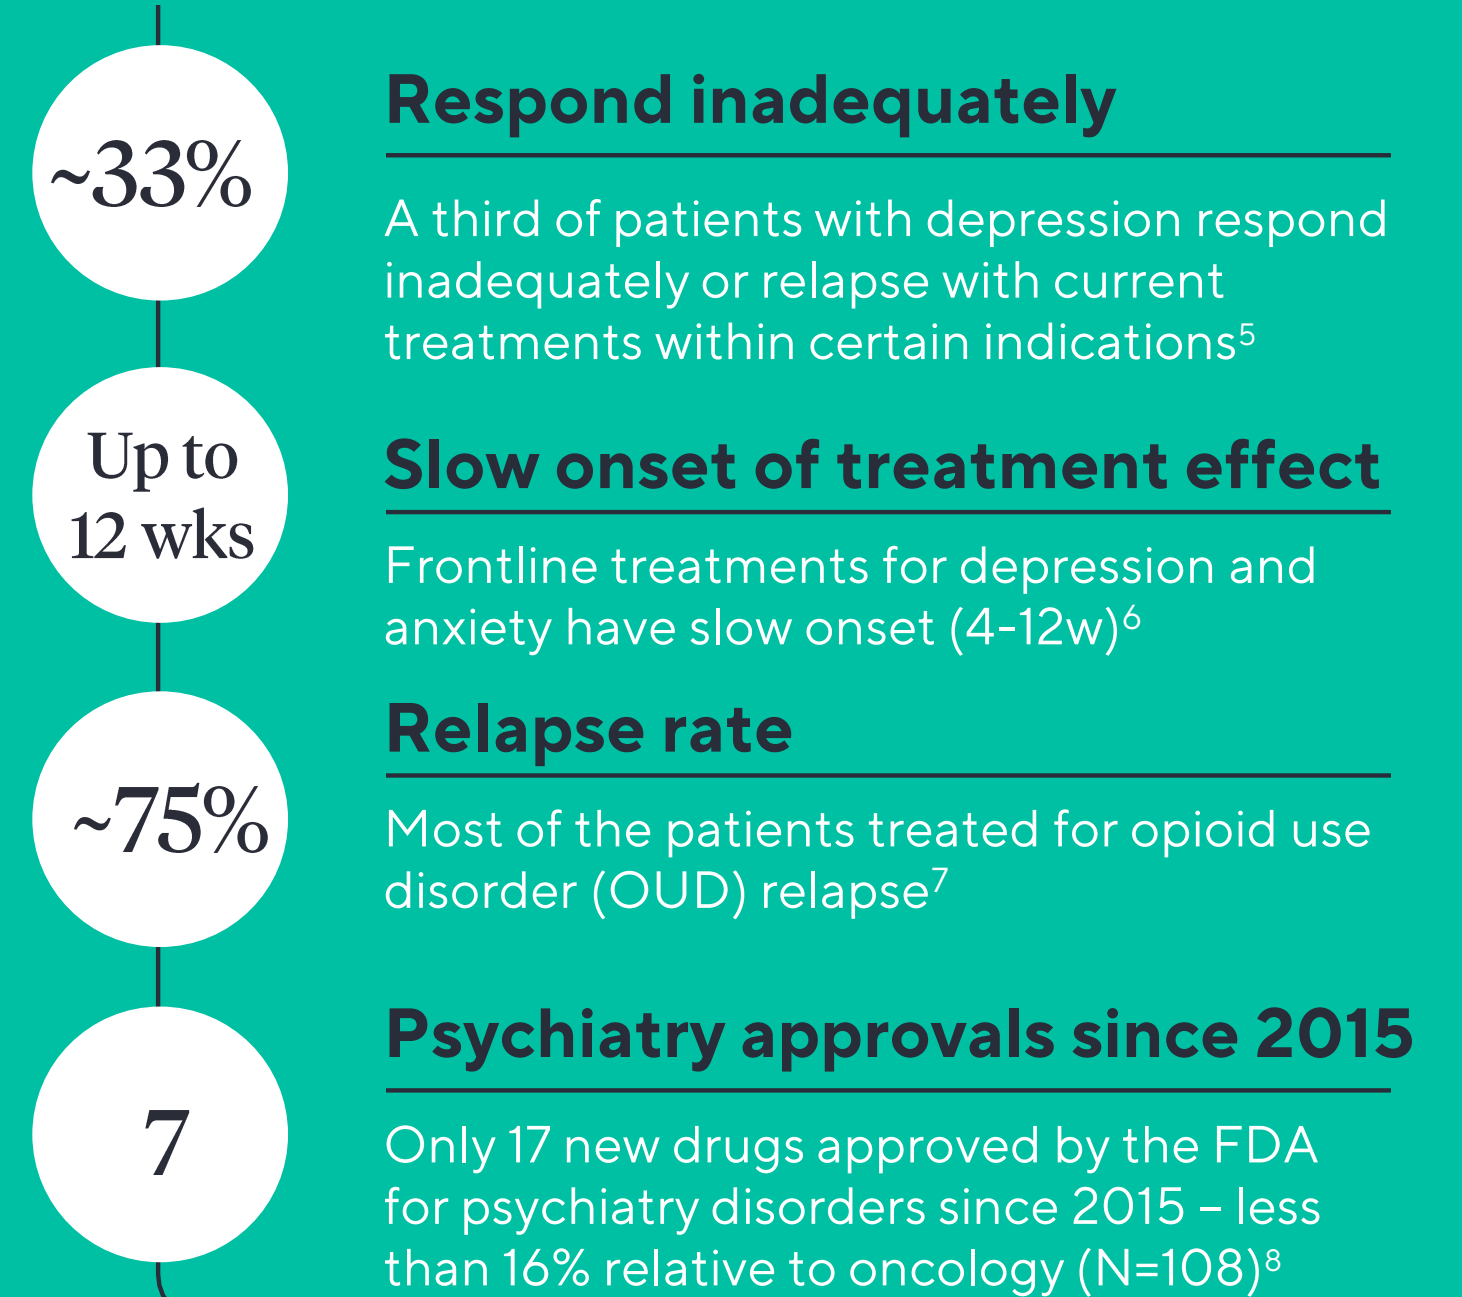 ~33%
Respond inadequately
A third of patients with depression respond
inadequately or relapse with current
treatments within certain indications⁵
Up to
12 wks
Slow onset of treatment effect
Frontline treatments for depression and
anxiety have slow onset (4-12w)⁶
~75%
Relapse rate
Most of the patients treated for opioid use
disorder (OUD) relapse⁷
7
Psychiatry approvals since 2015
Only 17 new drugs approved by the FDA
for psychiatry disorders since 2015 – less
than 16% relative to oncology (N=108)⁸